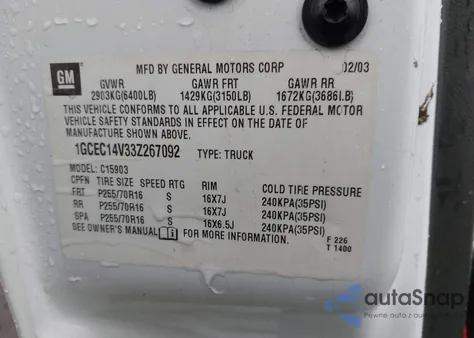 GM
MFD BY GENERAL MOTORS CORP 02/03
GVWR GAWR FRT GAWR RR
2903KG(6400LB) 1429KG(3150LB) 1672KG(3686LB)
THIS VEHICLE CONFORMS TO ALL APPLICABLE U.S. FEDERAL MOTOR
VEHICLE SAFETY STANDARDS IN EFFECT ON THE DATE OF
MANUFACTURE SHOWN ABOVE.
1GCEC14V33Z267092 TYPE: TRUCK
MODEL: C15903
CPFN TIRE SIZE SPEED RTG RIM COLD TIRE PRESSURE
FRT P255/70R16 S 16X7J 240KPA(35PSI)
RR P255/70R16 S 16X7J 240KPA(35PSI)
SPA P255/70R16 S 16X6.5J 240KPA(35PSI)
SEE OWNER'S MANUAL i FOR MORE INFORMATION. F 226
T 1400
autoSnap
Pewne auto z